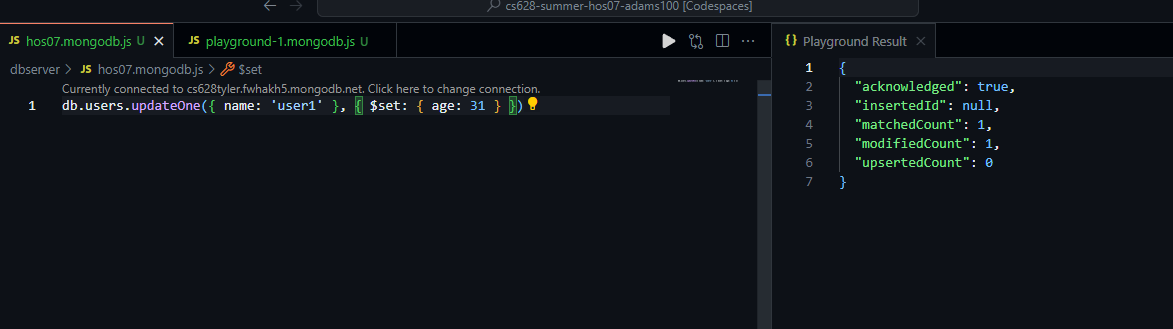 cs628-summer-hos07-adams100 [Codespaces]
JS hos07.mongodb.js U
JS playground-1.mongodb.js U
dbserver > JS hos07.mongodb.js > $set
Currently connected to cs628tyler.fwhakh5.mongodb.net. Click here to change connection.
1 db.users.updateOne({ name: 'user1' }, { $set: { age: 31 } })
{} Playground Result
1 {
2 "acknowledged": true,
3 "insertedId": null,
4 "matchedCount": 1,
5 "modifiedCount": 1,
6 "upsertedCount": 0
7 }